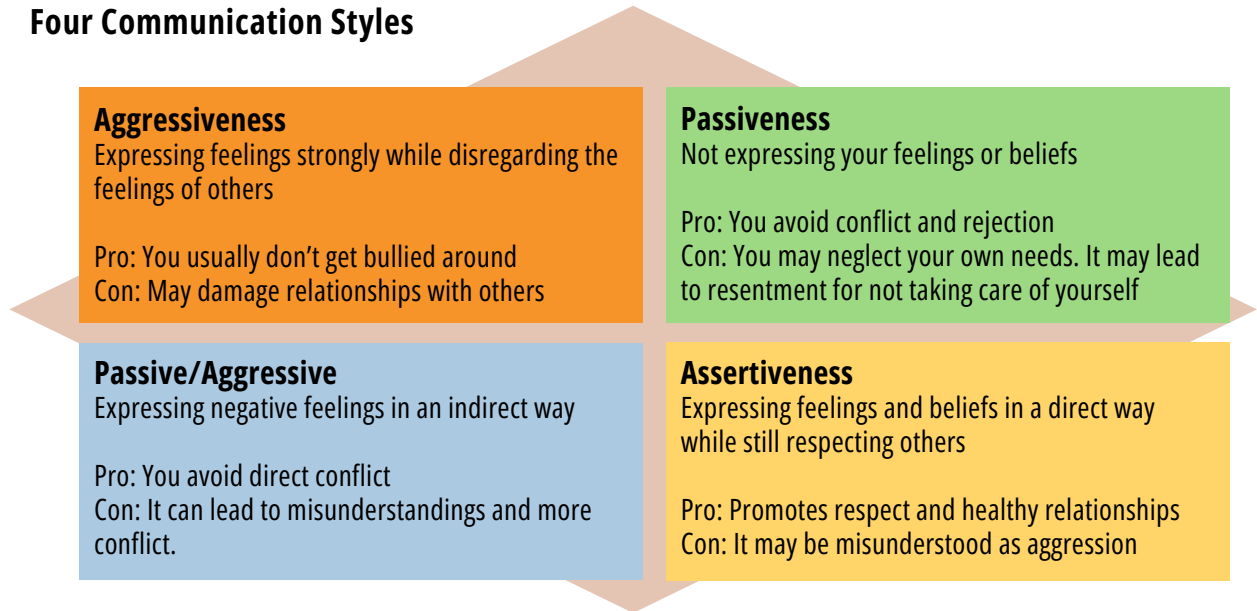 Four Communication Styles
Aggressiveness
Expressing feelings strongly while disregarding the
feelings of others
Pro: You usually don’t get bullied around
Con: May damage relationships with others
Passiveness
Not expressing your feelings or beliefs
Pro: You avoid conflict and rejection
Con: You may neglect your own needs. It may lead
to resentment for not taking care of yourself
Passive/Aggressive
Expressing negative feelings in an indirect way
Pro: You avoid direct conflict
Con: It can lead to misunderstandings and more
conflict.
Assertiveness
Expressing feelings and beliefs in a direct way
while still respecting others
Pro: Promotes respect and healthy relationships
Con: It may be misunderstood as aggression